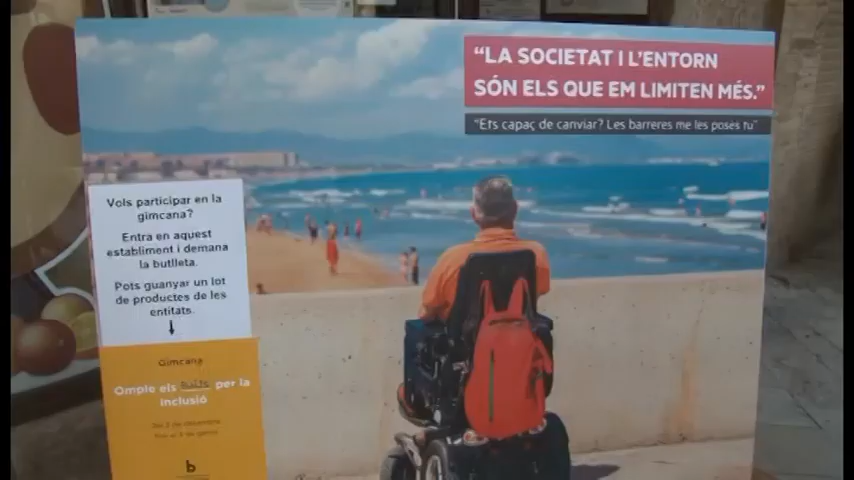 “LA SOCIETAT I L’ENTORN
SÓN ELS QUE EM LIMITEN MÉS.”
“Ets capaç de canviar? Les barreres me les poses tu”
Vols participar en la
gimcana?
Entra en aquest
establiment i demana
la butlleta.
Pots guanyar un lot
de productes de les
entitats.
Gimcana
Omple els Buits per la
inclusió
b